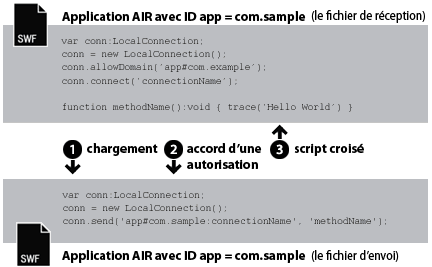 SWF
Application AIR avec ID app = com.sample (le fichier de réception)
var conn:LocalConnection;
conn = new LocalConnection();
conn.allowDomain('app#com.example');
conn.connect('connectionName');
function methodName():void { trace('Hello World') }
1 chargement 2 accord d'une autorisation 3 script croisé
var conn:LocalConnection;
conn = new LocalConnection();
conn.send('app#com.sample:connectionName', 'methodName');
SWF
Application AIR avec ID app = com.sample (le fichier d'envoi)